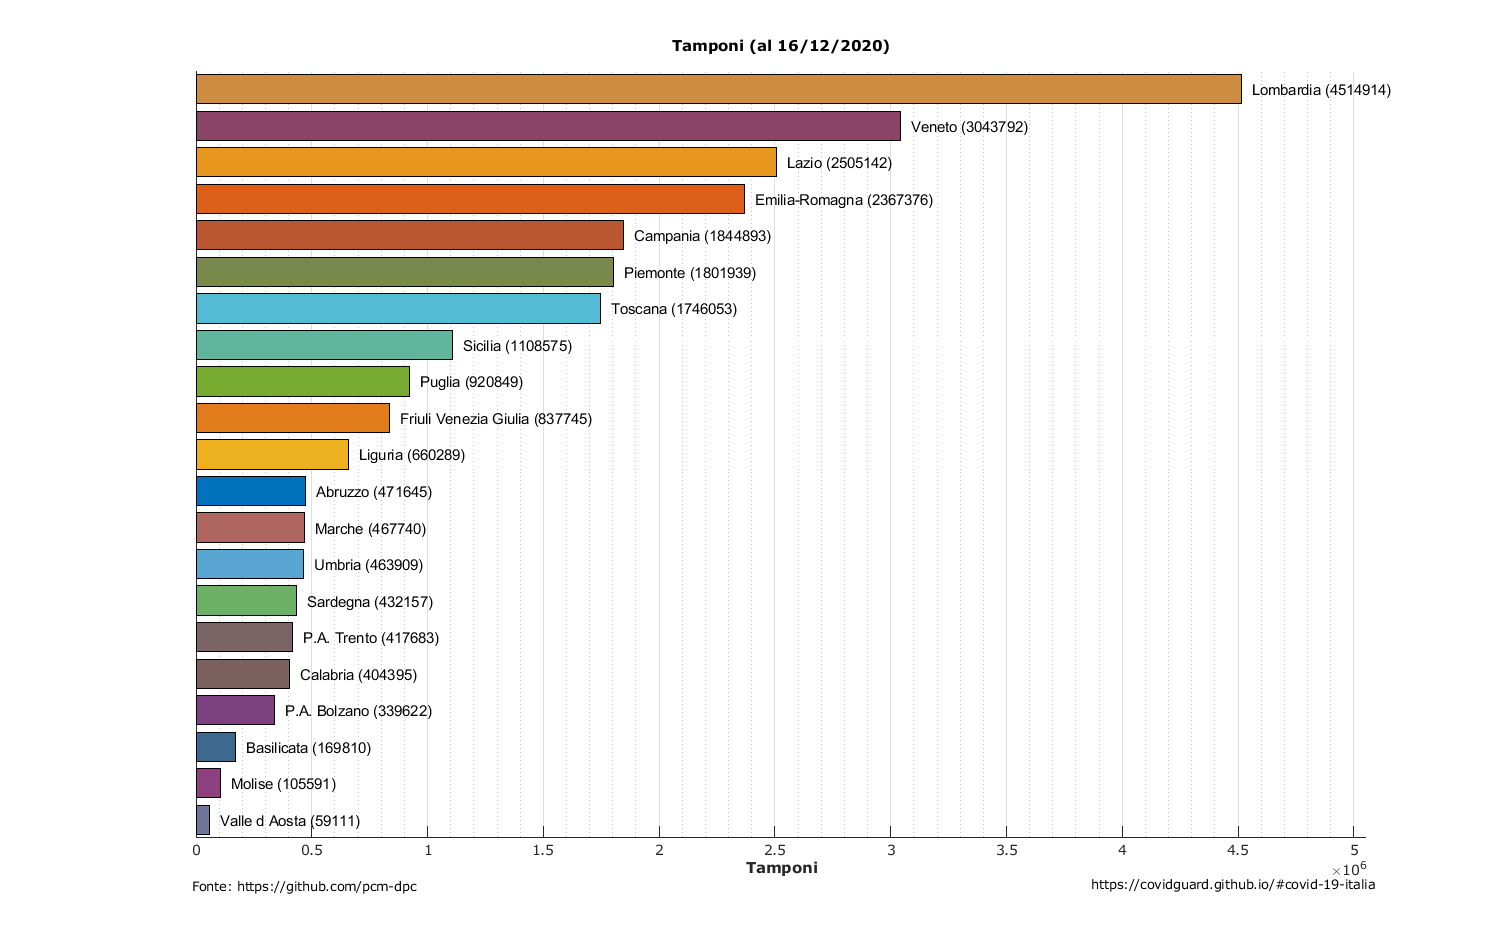 Tamponi (al 16/12/2020)
Lombardia (4514914)
Veneto (3043792)
Lazio (2505142)
Emilia-Romagna (2367376)
Campania (1844893)
Piemonte (1801939)
Toscana (1746053)
Sicilia (1108575)
Puglia (920849)
Friuli Venezia Giulia (837745)
Liguria (660289)
Abruzzo (471645)
Marche (467740)
Umbria (463909)
Sardegna (432157)
P.A. Trento (417683)
Calabria (404395)
P.A. Bolzano (339622)
Basilicata (169810)
Molise (105591)
Valle d Aosta (59111)
0 0.5 1 1.5 2 2.5 3 3.5 4 4.5 5
×10⁶
Tamponi
Fonte: https://github.com/pcm-dpc
https://covidguard.github.io/#covid-19-italia